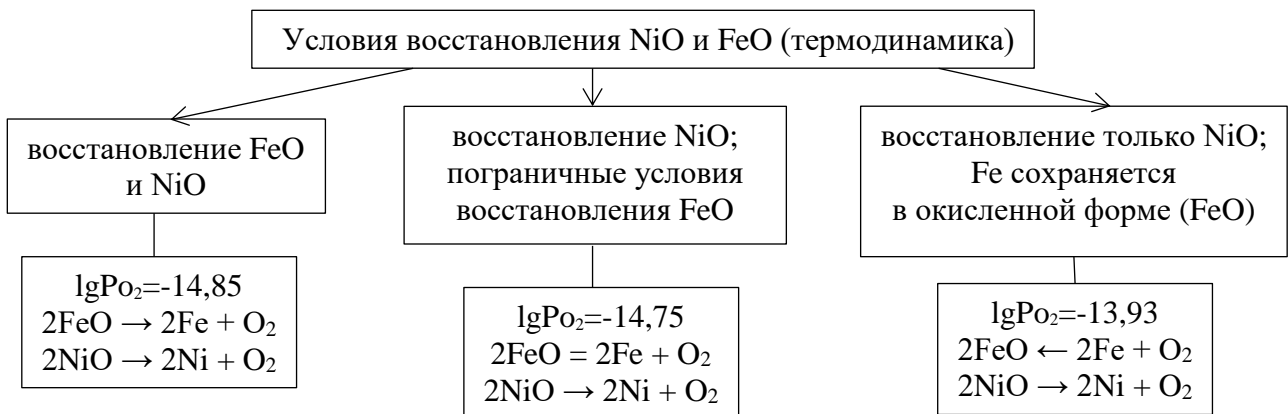 Условия восстановления NiO и FeO (термодинамика)
восстановление FeO
и NiO
восстановление NiO;
пограничные условия
восстановления FeO
восстановление только NiO;
Fe сохраняется
в окисленной форме (FeO)
lgPo₂=-14,85
2FeO → 2Fe + O₂
2NiO → 2Ni + O₂
lgPo₂=-14,75
2FeO = 2Fe + O₂
2NiO → 2Ni + O₂
lgPo₂=-13,93
2FeO ← 2Fe + O₂
2NiO → 2Ni + O₂